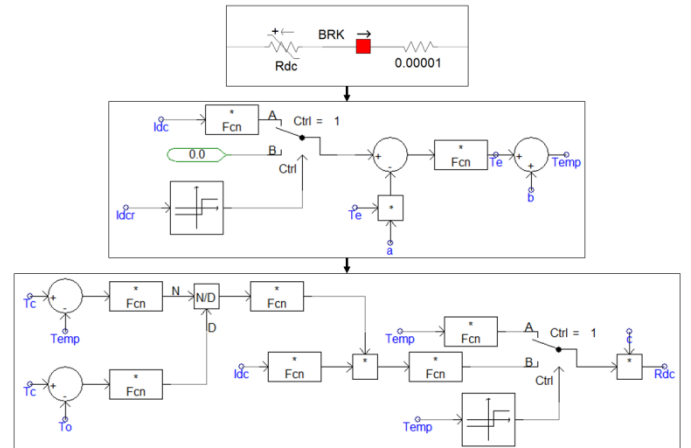 +
BRK
Rdc
0.00001
Idc
*
Fcn
A
Ctrl = 1
0.0
B
Ctrl
Idcr
+
-
*
Fcn
Te
+
+
Temp
Te
*
b
a
Tc
+
-
*
Fcn
N
N/D
*
Fcn
Temp
D
Tc
+
-
*
Fcn
To
Temp
*
Fcn
A
Ctrl = 1
c
Idc
*
Fcn
*
*
Fcn
B
Ctrl
*
Rdc
Temp